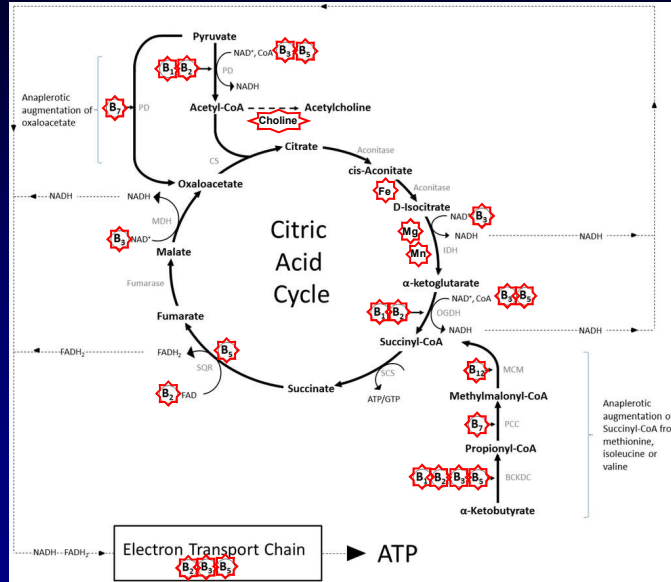 Pyruvate
B₁ B₂
NAD⁺, CoA B₃ B₅
PD
NADH
Anaplerotic
augmentation of
oxaloacetate
B₇
PD
Acetyl-CoA
Acetylcholine
Choline
CS
Citrate
Aconitase
cis-Aconitate
Fe
Aconitase
Oxaloacetate
D-Isocitrate
NADH
NADH
MDH
B₃ NAD⁺
Malate
Mg
Mn
NAD⁺ B₃
NADH
NADH
IDH
Citric
Acid
Cycle
Fumarase
α-ketoglutarate
B₁ B₂
NAD⁺, CoA B₃ B₅
OGDH
NADH
NADH
Fumarate
Succinyl-CoA
FADH₂
FADH₂
B₅
SQR
B₂ FAD
Succinate
SCS
ATP/GTP
B₁₂
MCM
Methylmalonyl-CoA
B₇
PCC
Propionyl-CoA
B₁ B₂ B₃ B₅
BCKDC
α-Ketobutyrate
Anaplerotic
augmentation o
Succinyl-CoA fro
methionine,
isoleucine or
valine
NADH FADH₂
Electron Transport Chain
B₂ B₃ B₅
ATP